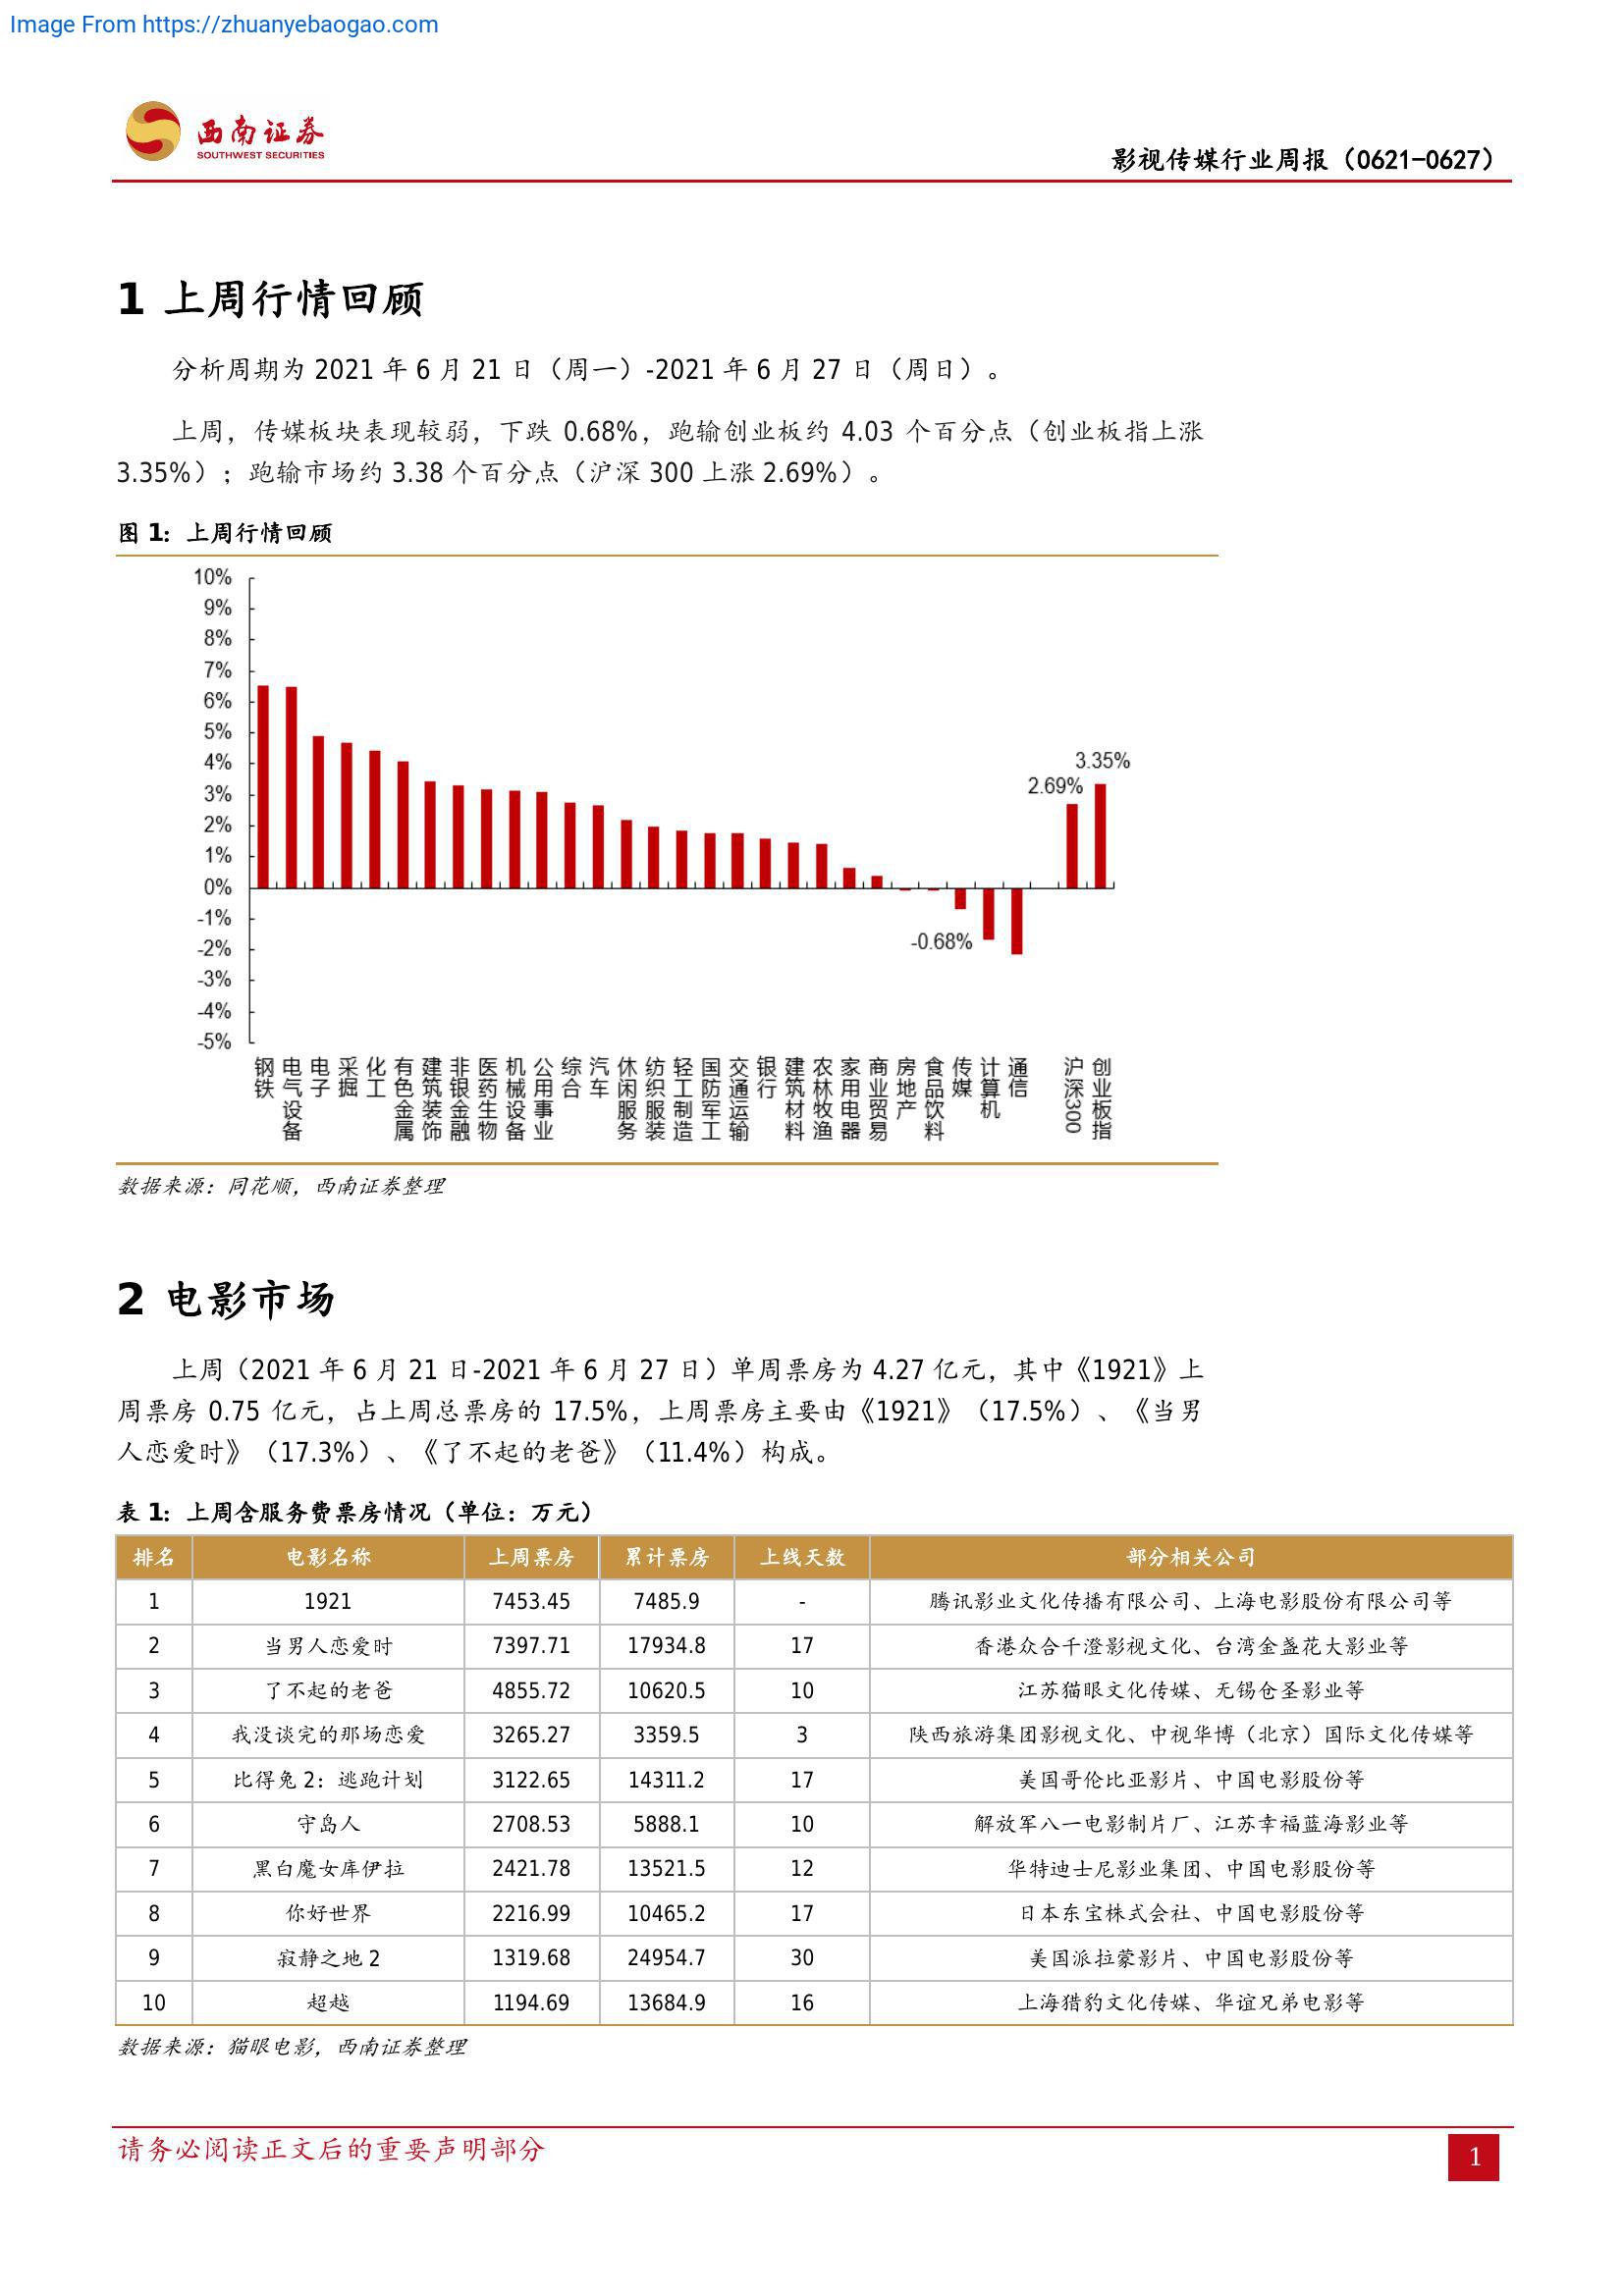 Image From https://zhuanyebaogao.com
西南证券
SOUTHWEST SECURITIES
影视传媒行业周报（0621-0627）
1 上周行情回顾
分析周期为 2021 年 6 月 21 日（周一）-2021 年 6 月 27 日（周日）。
上周，传媒板块表现较弱，下跌 0.68%，跑输创业板约 4.03 个百分点（创业板指上涨
3.35%）；跑输市场约 3.38 个百分点（沪深 300 上涨 2.69%）。
图 1：上周行情回顾
10%
9%
8%
7%
6%
5%
4%
3%
2%
1%
0%
-1%
-2%
-3%
-4%
-5%
3.35%
2.69%
-0.68%
钢铁
电气设备
电子
采掘
化工
有色金属
建筑装饰
非银金融
医药生物
机械设备
公用事业
综合
汽车
休闲服务
纺织服装
轻工制造
国防军工
交通运输
银行
建筑材料
农林牧渔
家用电器
商业贸易
房地产
食品饮料
传媒
计算机
通信
沪深300
创业板指
数据来源：同花顺，西南证券整理
2 电影市场
上周（2021 年 6 月 21 日-2021 年 6 月 27 日）单周票房为 4.27 亿元，其中《1921》上
周票房 0.75 亿元，占上周总票房的 17.5%，上周票房主要由《1921》（17.5%）、《当男
人恋爱时》（17.3%）、《了不起的老爸》（11.4%）构成。
表 1：上周含服务费票房情况（单位：万元）
排名 电影名称 上周票房 累计票房 上线天数 部分相关公司
1 1921 7453.45 7485.9 - 腾讯影业文化传播有限公司、上海电影股份有限公司等
2 当男人恋爱时 7397.71 17934.8 17 香港众合千澄影视文化、台湾金盏花大影业等
3 了不起的老爸 4855.72 10620.5 10 江苏猫眼文化传媒、无锡仓圣影业等
4 我没谈完的那场恋爱 3265.27 3359.5 3 陕西旅游集团影视文化、中视华博（北京）国际文化传媒等
5 比得兔 2：逃跑计划 3122.65 14311.2 17 美国哥伦比亚影片、中国电影股份等
6 守岛人 2708.53 5888.1 10 解放军八一电影制片厂、江苏幸福蓝海影业等
7 黑白魔女库伊拉 2421.78 13521.5 12 华特迪士尼影业集团、中国电影股份等
8 你好世界 2216.99 10465.2 17 日本东宝株式会社、中国电影股份等
9 寂静之地 2 1319.68 24954.7 30 美国派拉蒙影片、中国电影股份等
10 超越 1194.69 13684.9 16 上海猎豹文化传媒、华谊兄弟电影等
数据来源：猫眼电影，西南证券整理
请务必阅读正文后的重要声明部分
1